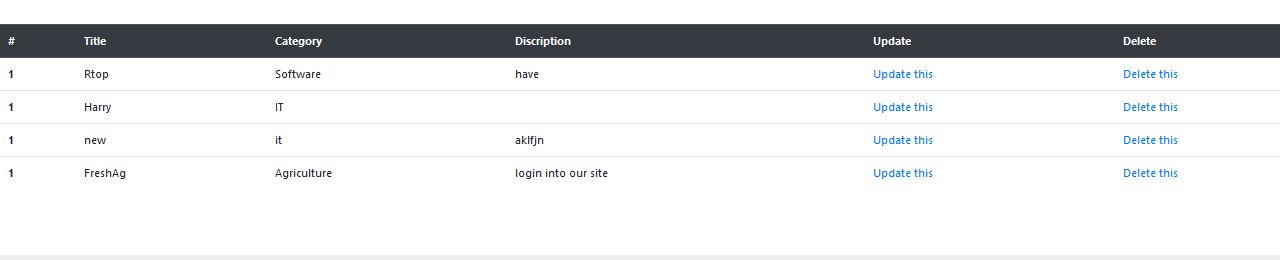 # Title Category Discription Update Delete
1 Rtop Software have Update this Delete this
1 Harry IT Update this Delete this
1 new it aklfjn Update this Delete this
1 FreshAg Agriculture login into our site Update this Delete this